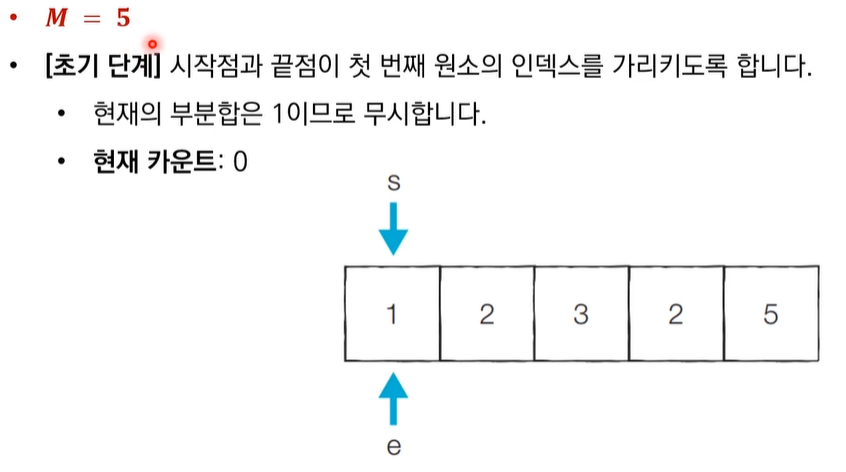 • M = 5
• [초기 단계] 시작점과 끝점이 첫 번째 원소의 인덱스를 가리키도록 합니다.
• 현재의 부분합은 1이므로 무시합니다.
• 현재 카운트: 0
s
1 2 3 2 5
e